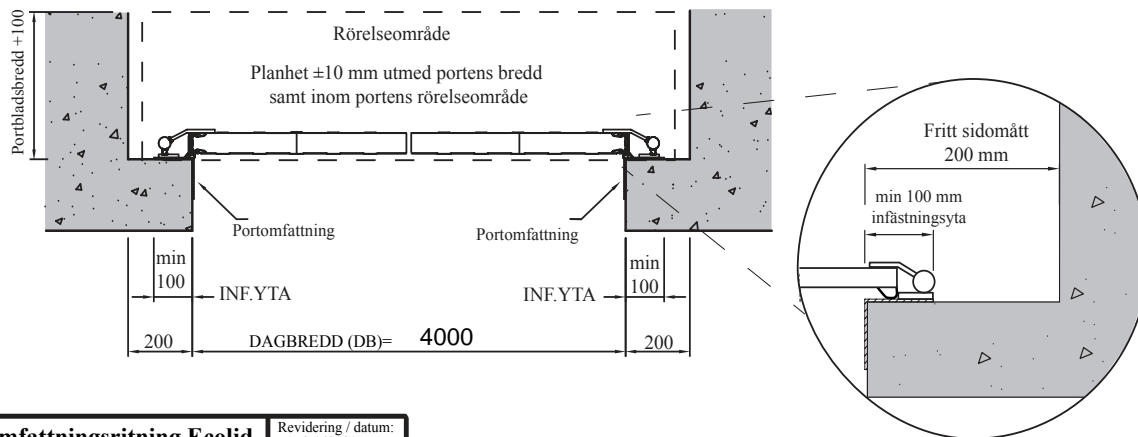 Portbladsbredd +100
Rörelseområde
Planhet ±10 mm utmed portens bredd
samt inom portens rörelseområde
Fritt sidomått
200 mm
min 100 mm
infästningsyta
Portomfattning
Portomfattning
min
100
INF.YTA
INF.YTA
min
100
200
DAGBREDD (DB)=
4000
200
mfattningsritning Ecolid
Revidering / datum: